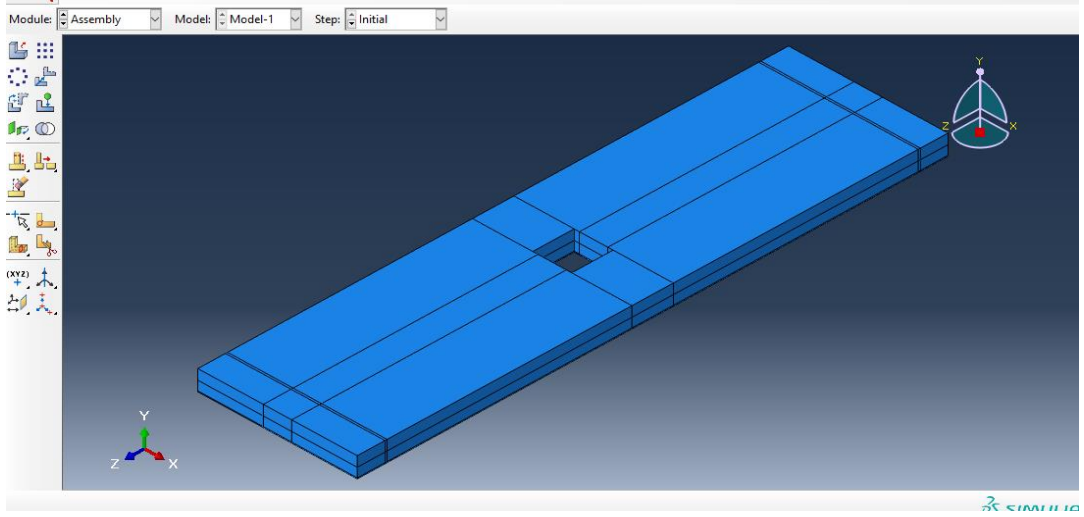 Module: Assembly Model: Model-1 Step: Initial
Y
Z X
(XYZ)
Y
Z X
SIMULIA